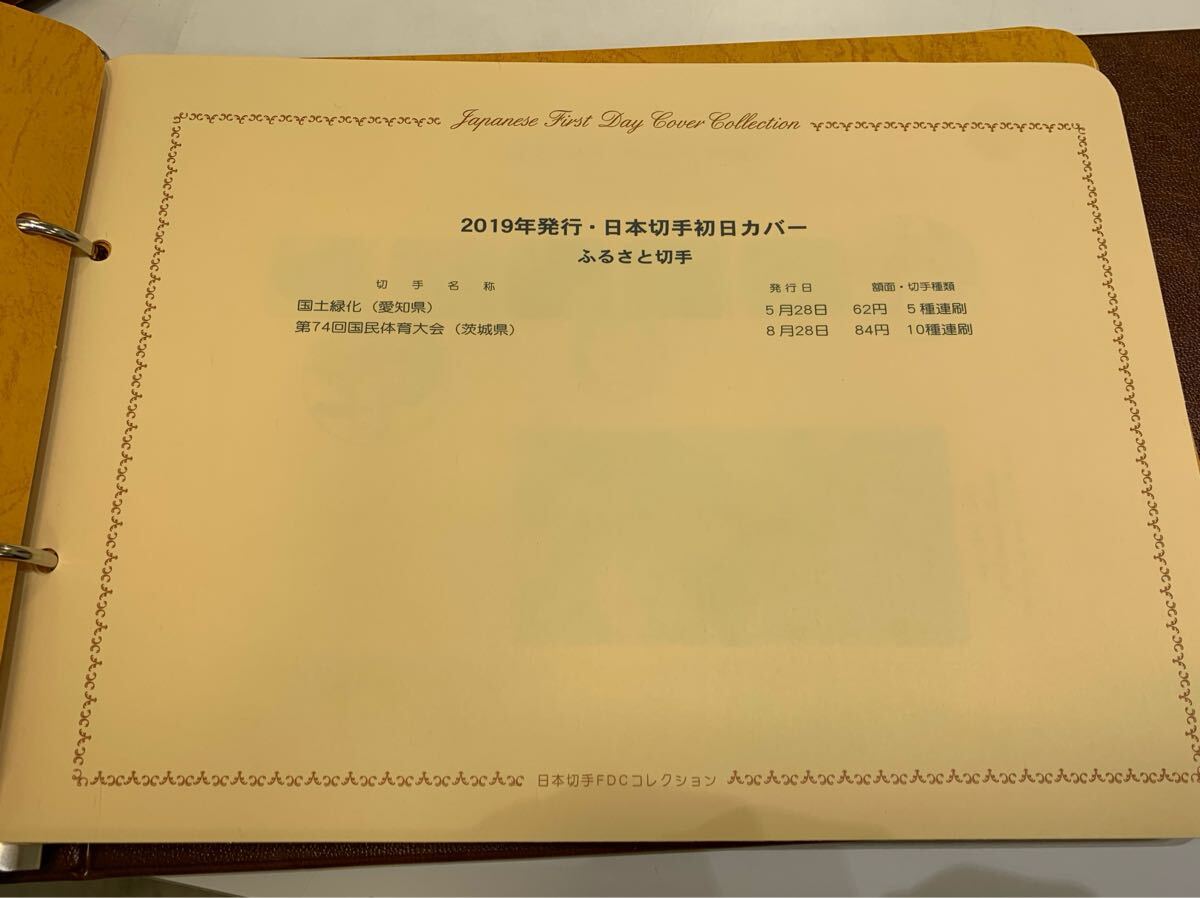 Japanese First Day Cover Collection
2019年発行・日本切手初日カバー
ふるさと切手
切手名称 発行日 額面・切手種類
国土緑化（愛知県） 5月28日 62円 5種連刷
第74回国民体育大会（茨城県） 8月28日 84円 10種連刷
日本切手FDCコレクション